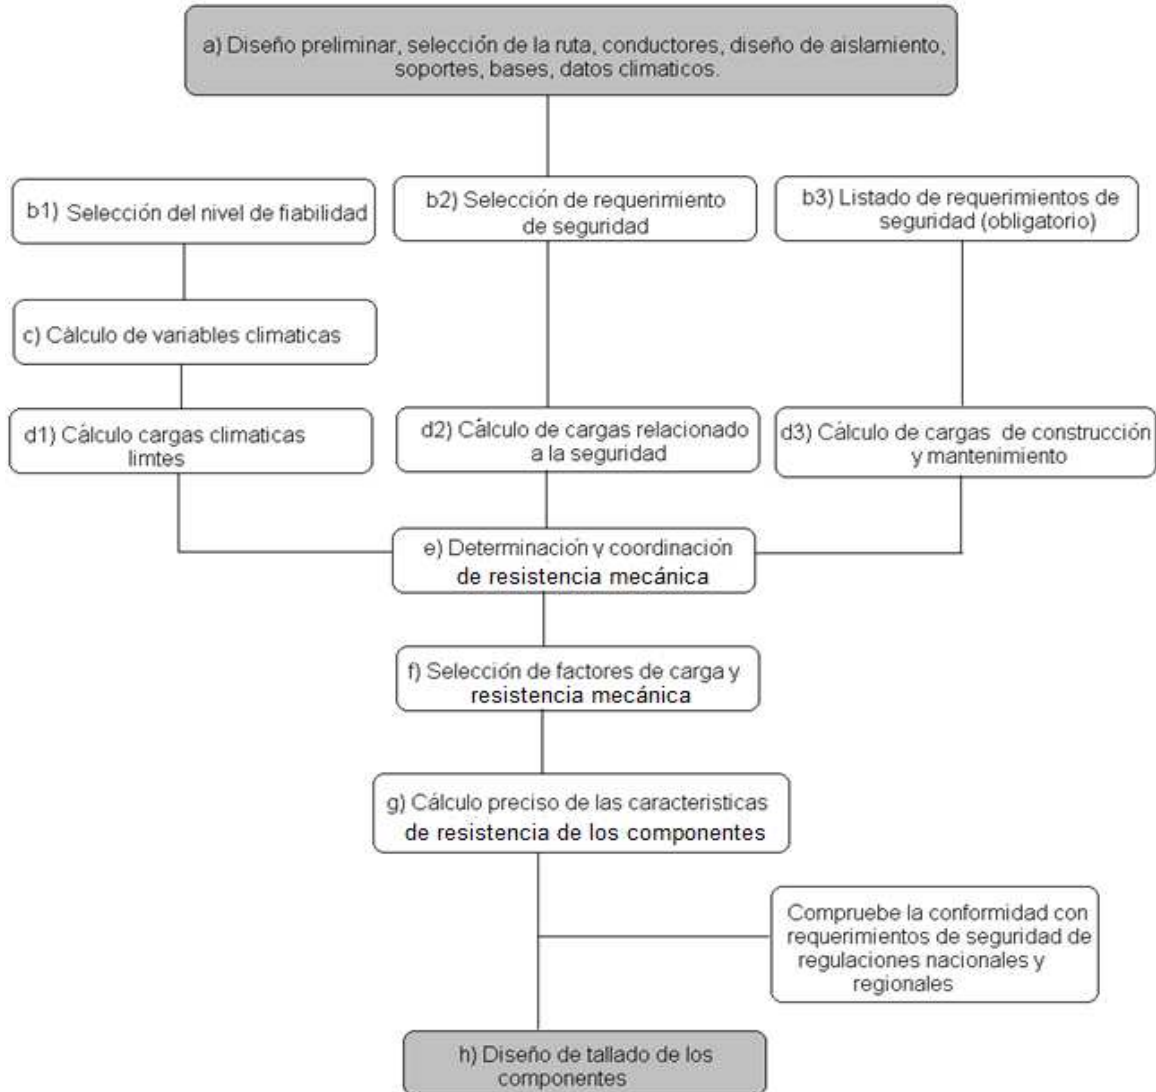 a) Diseño preliminar, selección de la ruta, conductores, diseño de aislamiento,
soportes, bases, datos climaticos.
b1) Selección del nivel de fiabilidad
b2) Selección de requerimiento
de seguridad
b3) Listado de requerimientos de
seguridad (obligatorio)
c) Càlculo de variables climaticas
d1) Cálculo cargas climaticas
limtes
d2) Cálculo de cargas relacionado
a la seguridad
d3) Cálculo de cargas de construcción
y mantenimiento
e) Determinación y coordinación
de resistencia mecánica
f) Selección de factores de carga y
resistencia mecánica
g) Cálculo preciso de las caracteristicas
de resistencia de los componentes
Compruebe la conformidad con
requerimientos de seguridad de
regulaciones nacionales y
regionales
h) Diseño de tallado de los
componentes